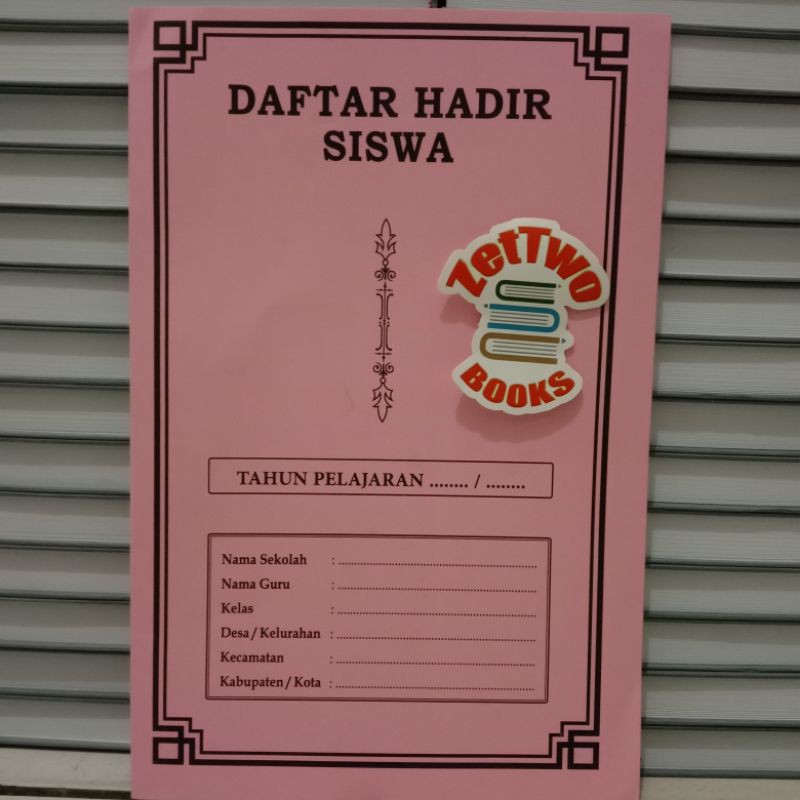 DAFTAR HADIR
SISWA
ZetTwo
BOOKS
TAHUN PELAJARAN ........ / ........
Nama Sekolah : ........................................
Nama Guru : ........................................
Kelas : ........................................
Desa / Kelurahan : ........................................
Kecamatan : ........................................
Kabupaten / Kota : ........................................